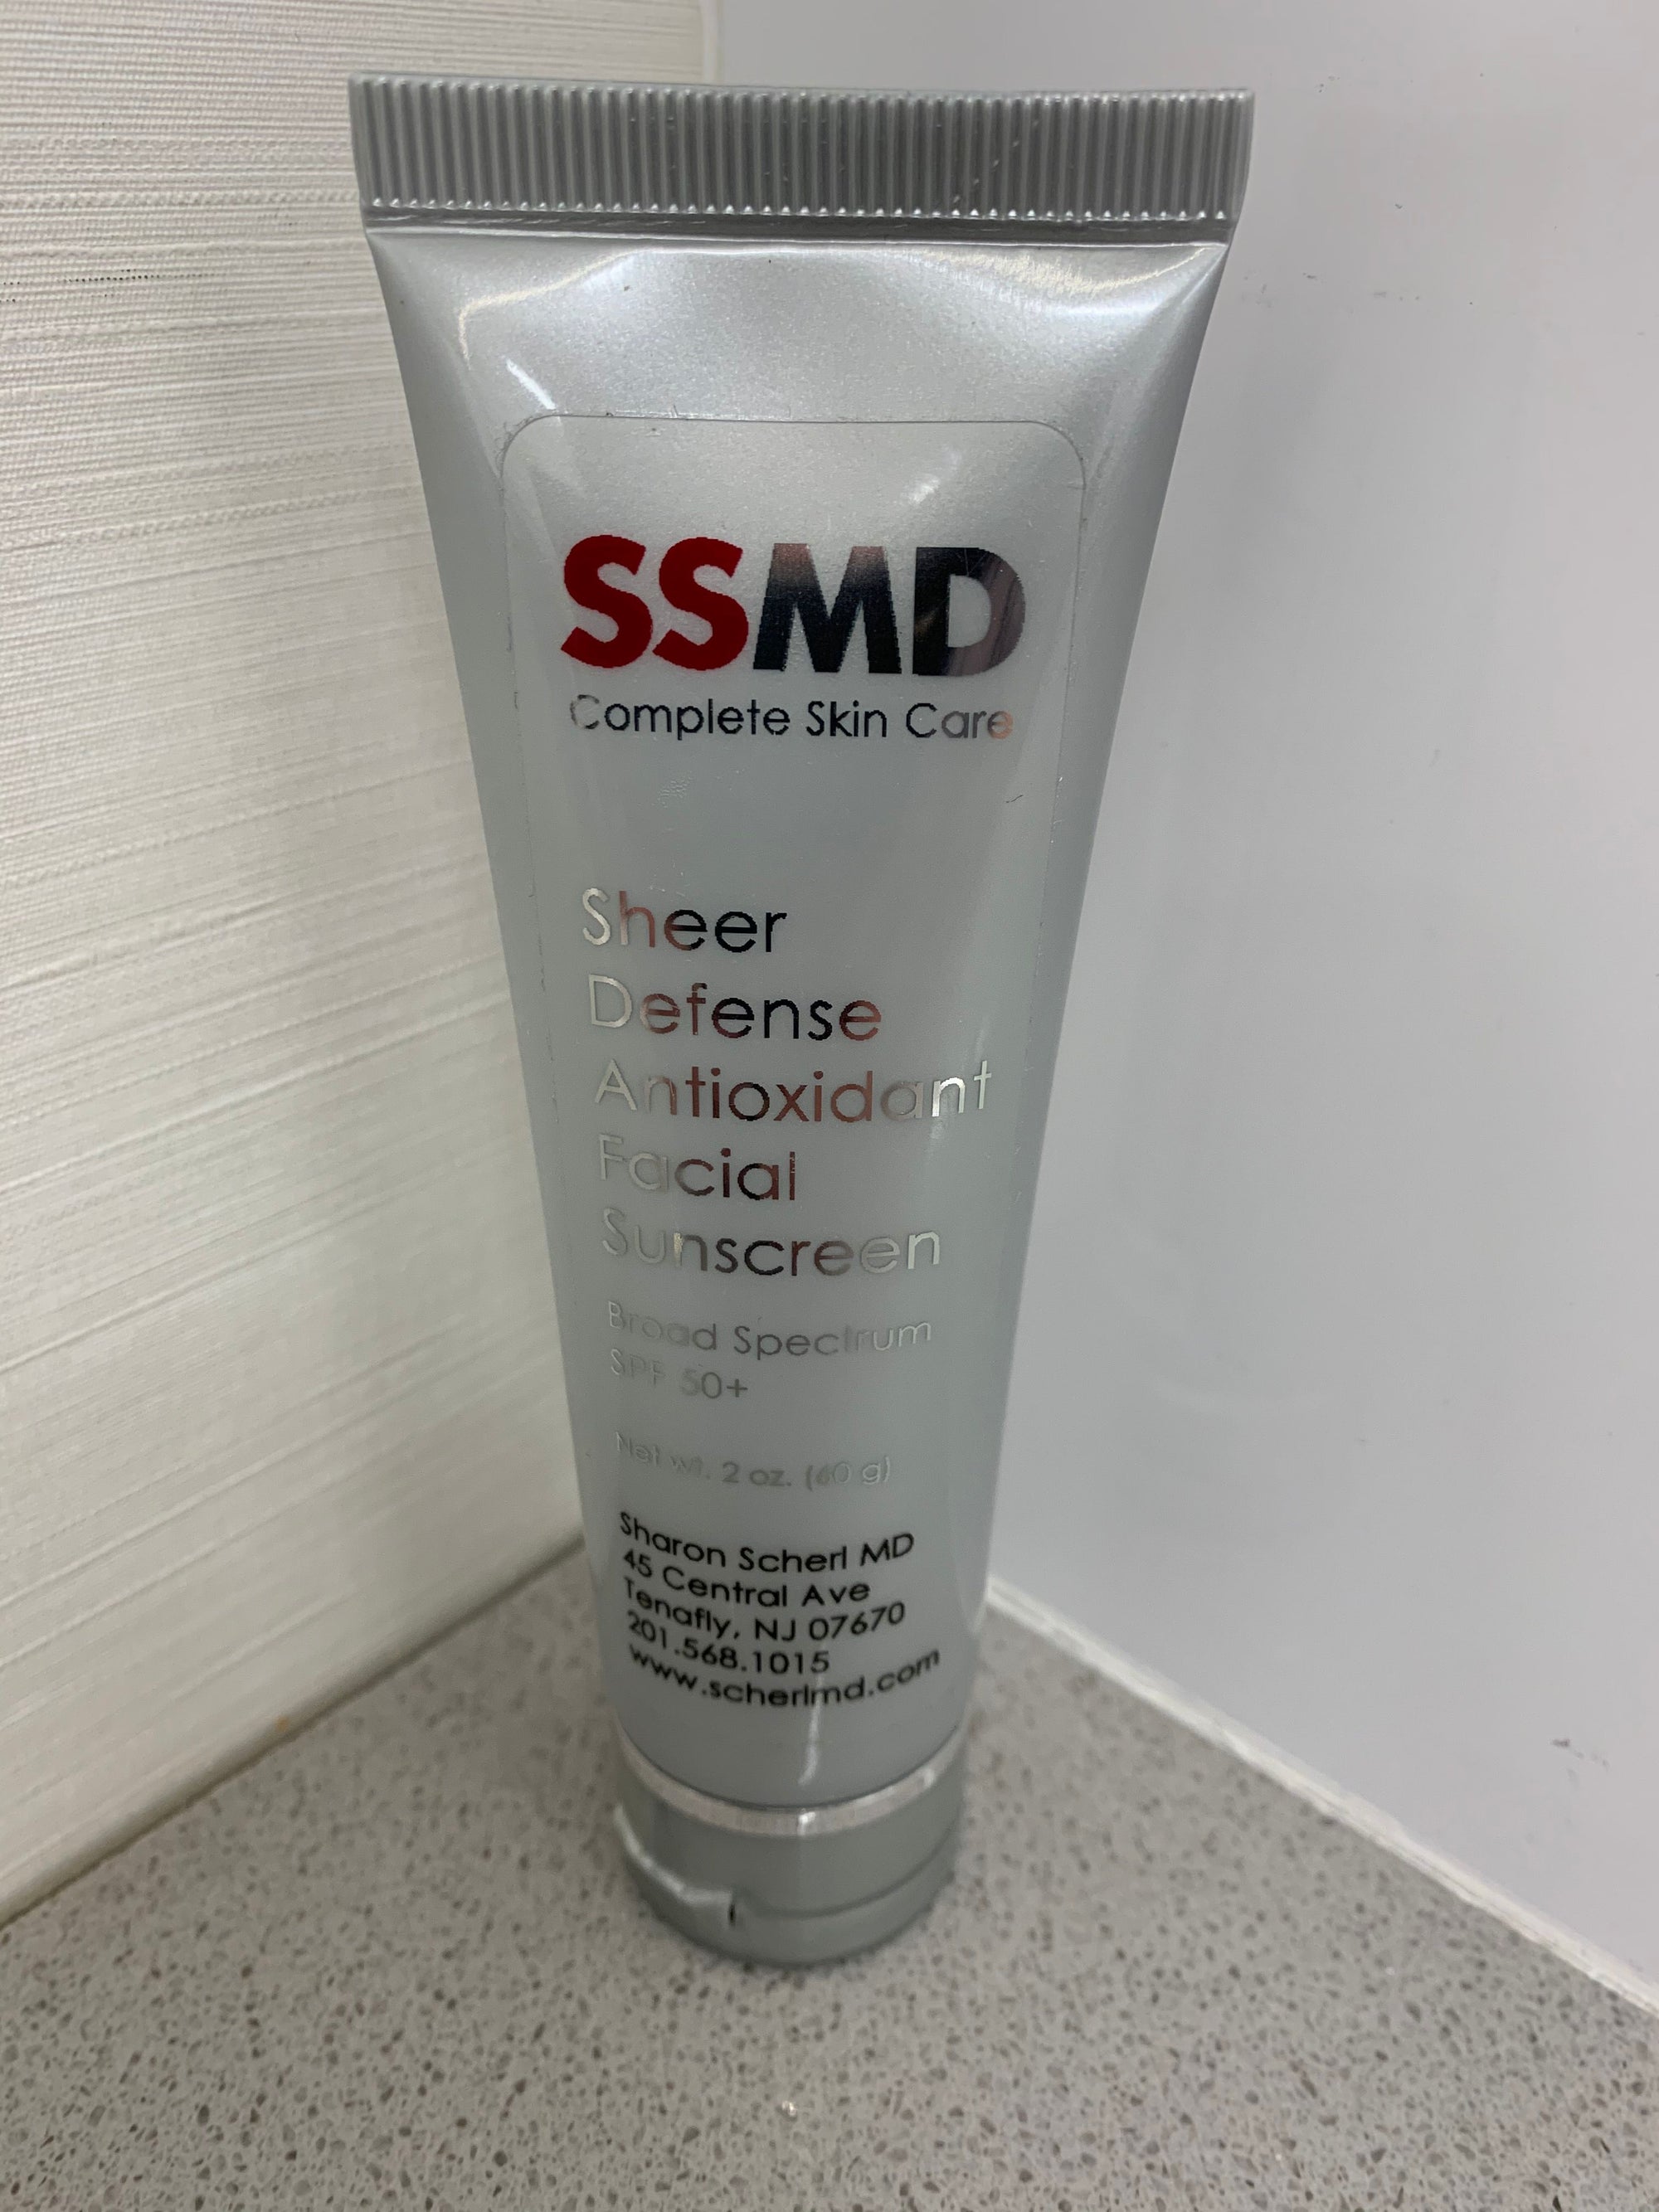 SSMD
Complete Skin Care
Sheer
Defense
Antioxidant
Facial
Sunscreen
Broad Spectrum
SPF 50+
Net wt. 2 oz. (60 g)
Sharon Scherl MD
45 Central Ave
Tenafly, NJ 07670
201.568.1015
www.scherlmd.com